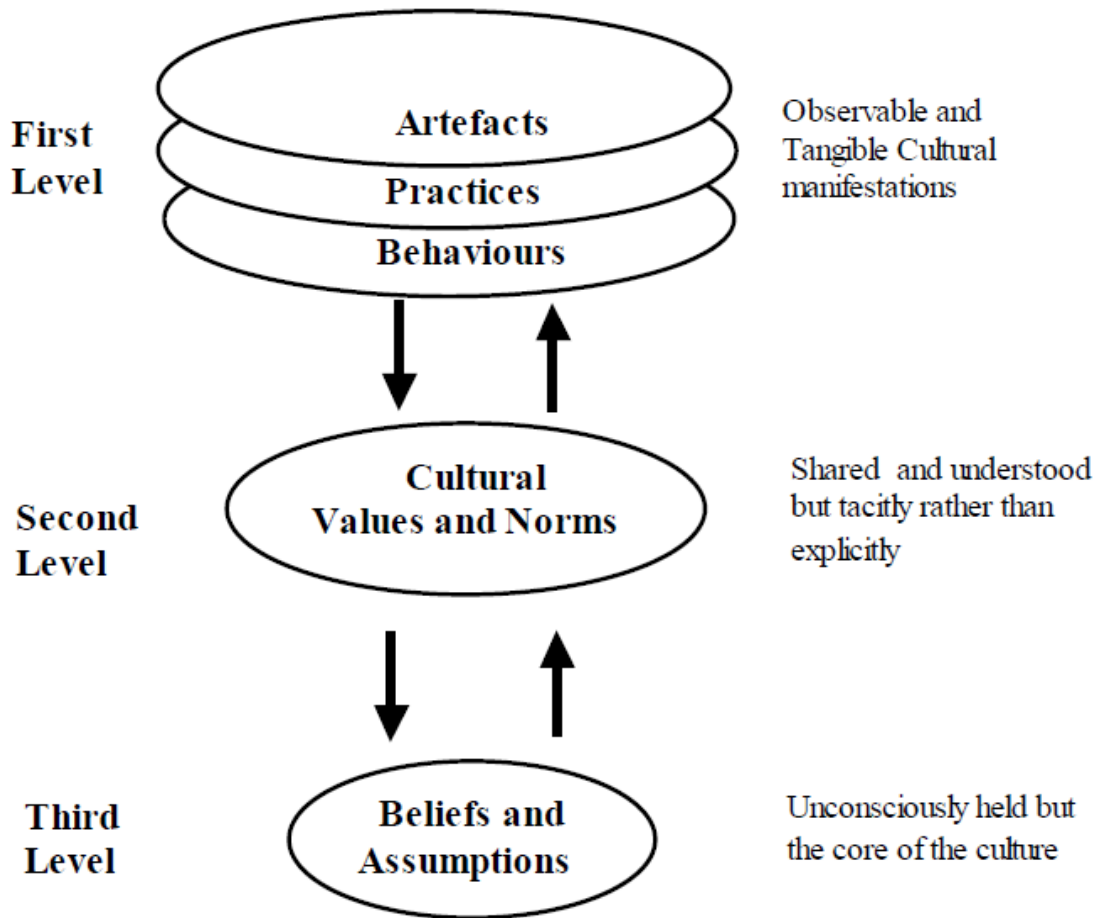 First
Level
Artefacts
Practices
Behaviours
Observable and
Tangible Cultural
manifestations
Second
Level
Cultural
Values and Norms
Shared and understood
but tacitly rather than
explicitly
Third
Level
Beliefs and
Assumptions
Unconsciously held but
the core of the culture